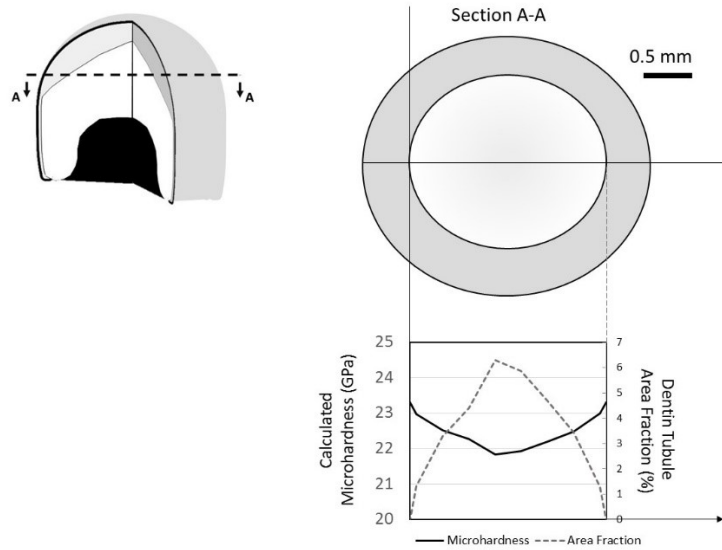 Section A-A
0.5 mm
A
A
25
24
23
22
21
20
Calculated
Microhardness (GPa)
7
6
5
4
3
2
1
0
Dentin Tubule
Area Fraction (%)
Microhardness
Area Fraction